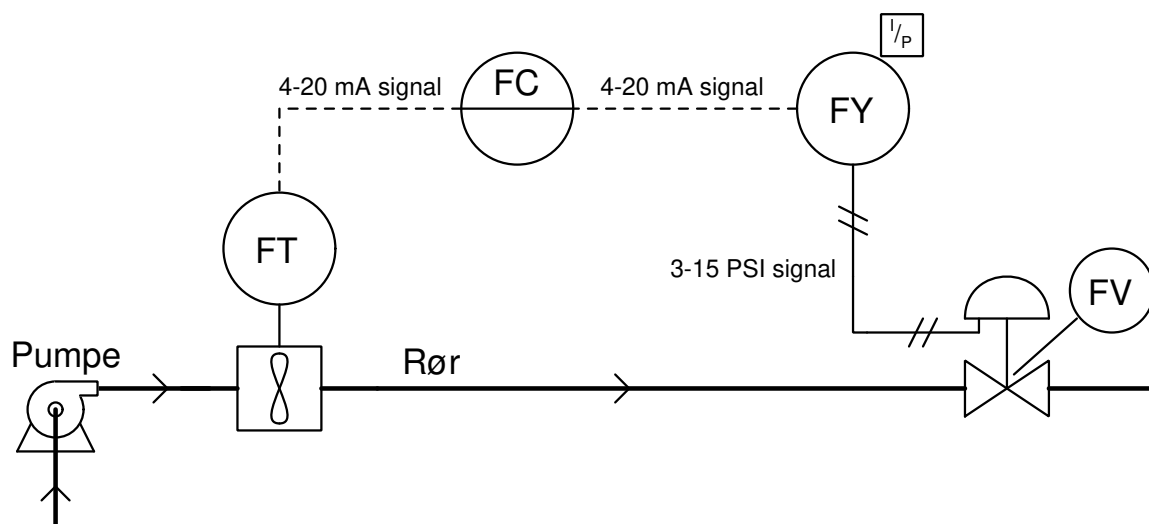 I/P
FC
4-20 mA signal
4-20 mA signal
FY
FT
3-15 PSI signal
FV
Pumpe
Rør